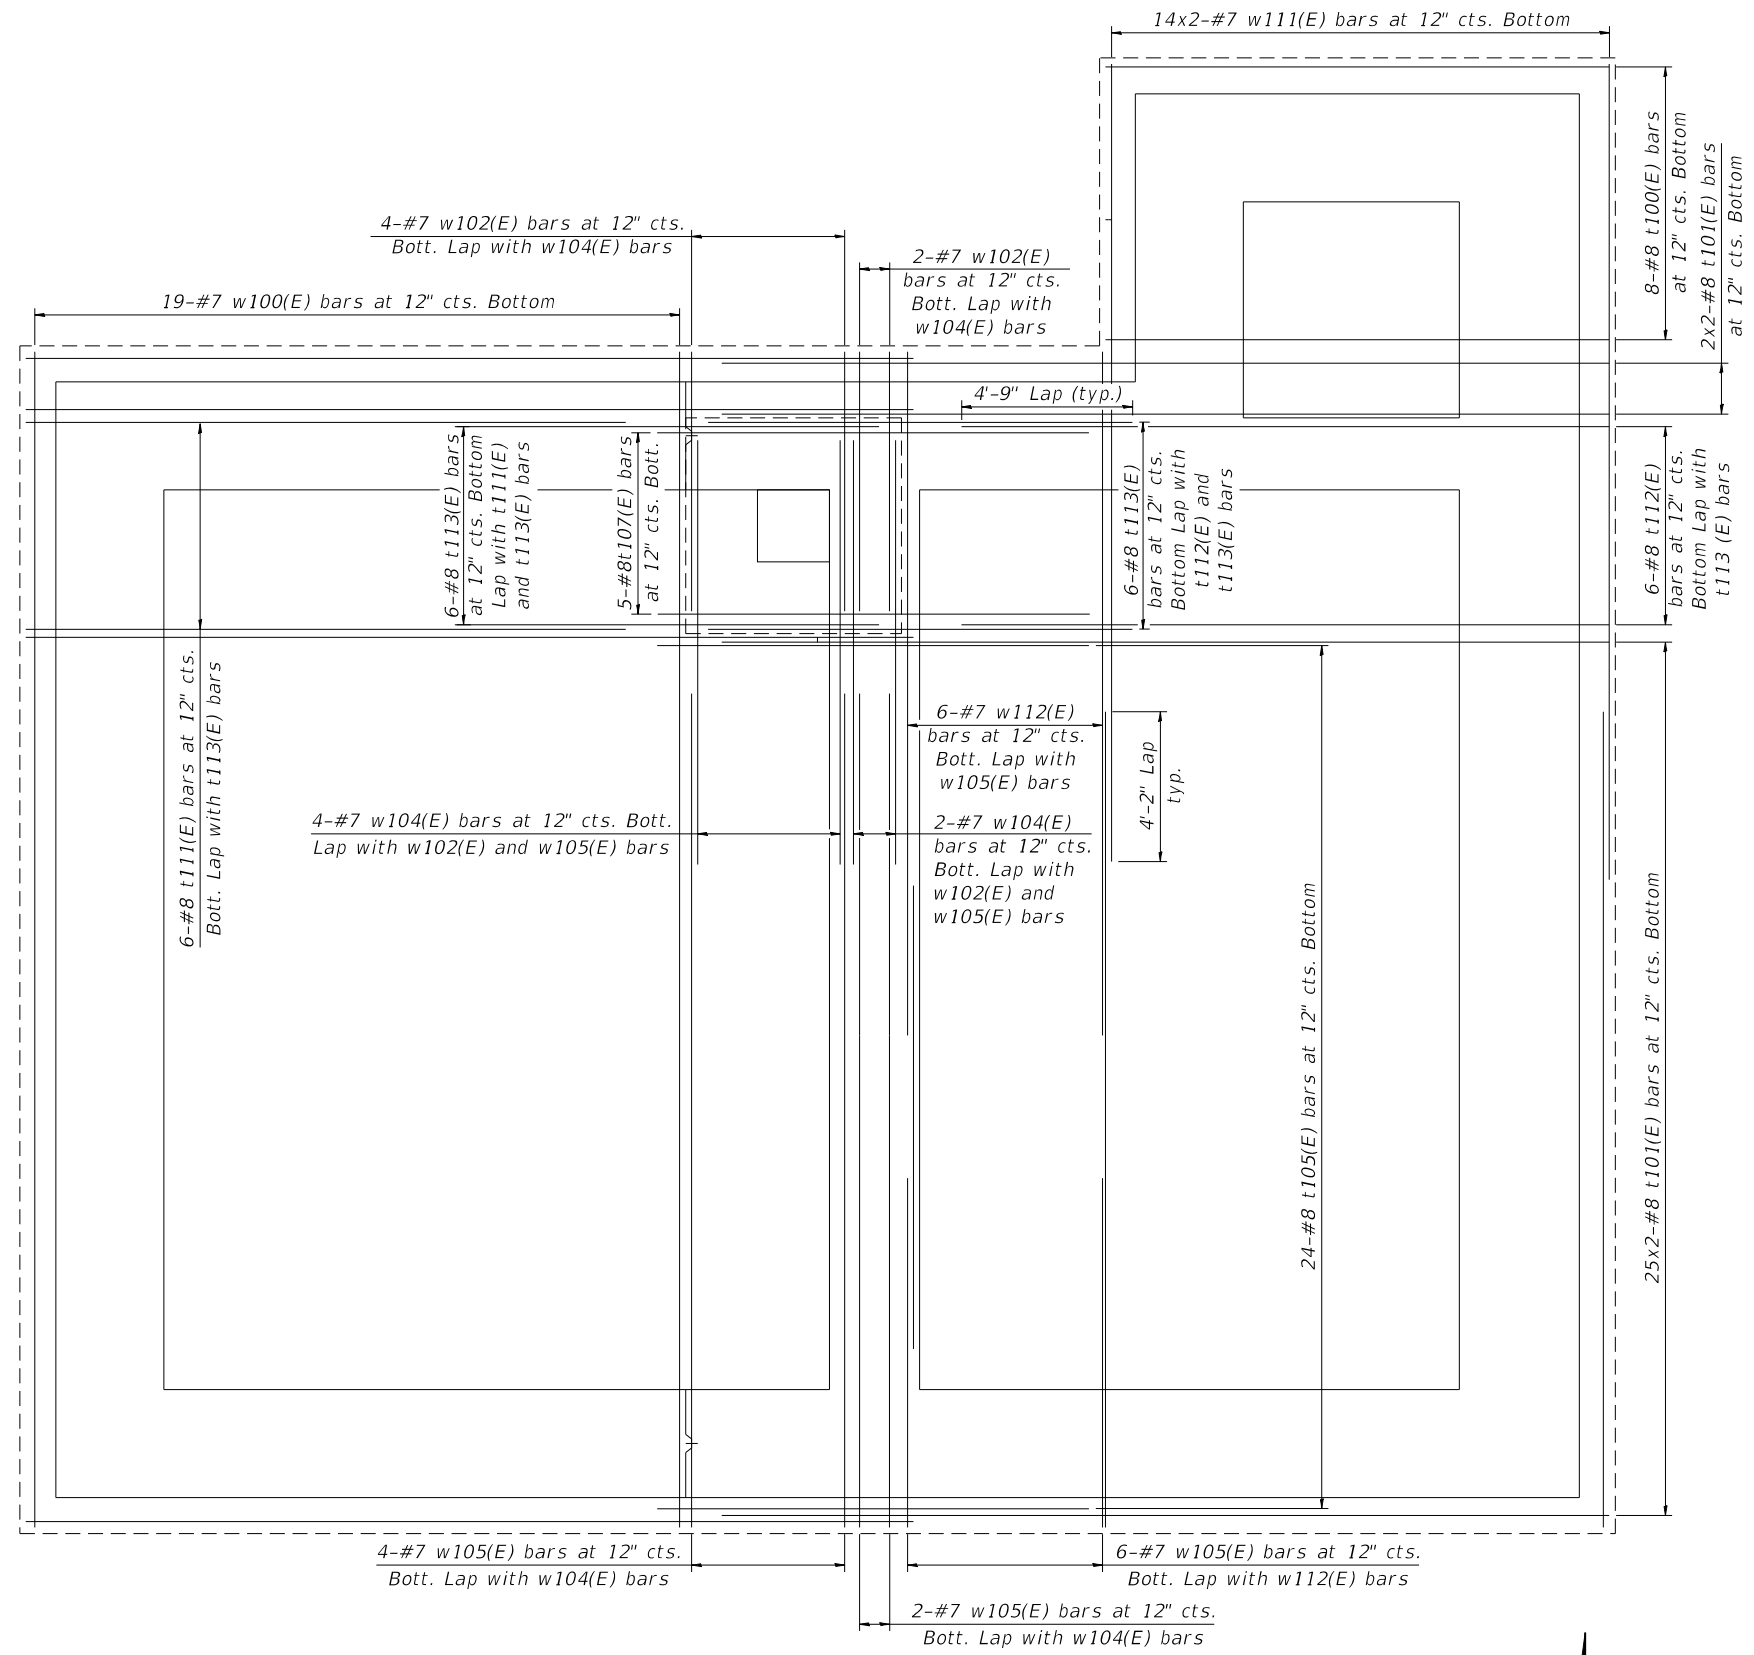 14x2-#7 w111(E) bars at 12" cts. Bottom
8-#8 t100(E) bars
at 12" cts. Bottom
2x2-#8 t101(E) bars
at 12" cts. Bottom
4-#7 w102(E) bars at 12" cts.
Bott. Lap with w104(E) bars
2-#7 w102(E)
bars at 12" cts.
Bott. Lap with
w104(E) bars
19-#7 w100(E) bars at 12" cts. Bottom
4'-9" Lap (typ.)
6-#8 t113(E) bars
at 12" cts. Bottom
Lap with t111(E)
and t113(E) bars
5-#8t107(E) bars
at 12" cts. Bott.
6-#8 t113(E)
bars at 12" cts.
Bottom Lap with
t112(E) and
t113(E) bars
6-#8 t112(E)
bars at 12" cts.
Bottom Lap with
t113 (E) bars
6-#8 t111(E) bars at 12" cts.
Bott. Lap with t113(E) bars
6-#7 w112(E)
bars at 12" cts.
Bott. Lap with
w105(E) bars
4'-2" Lap
typ.
4-#7 w104(E) bars at 12" cts. Bott.
Lap with w102(E) and w105(E) bars
2-#7 w104(E)
bars at 12" cts.
Bott. Lap with
w102(E) and
w105(E) bars
24-#8 t105(E) bars at 12" cts. Bottom
25x2-#8 t101(E) bars at 12" cts. Bottom
4-#7 w105(E) bars at 12" cts.
Bott. Lap with w104(E) bars
6-#7 w105(E) bars at 12" cts.
Bott. Lap with w112(E) bars
2-#7 w105(E) bars at 12" cts.
Bott. Lap with w104(E) bars